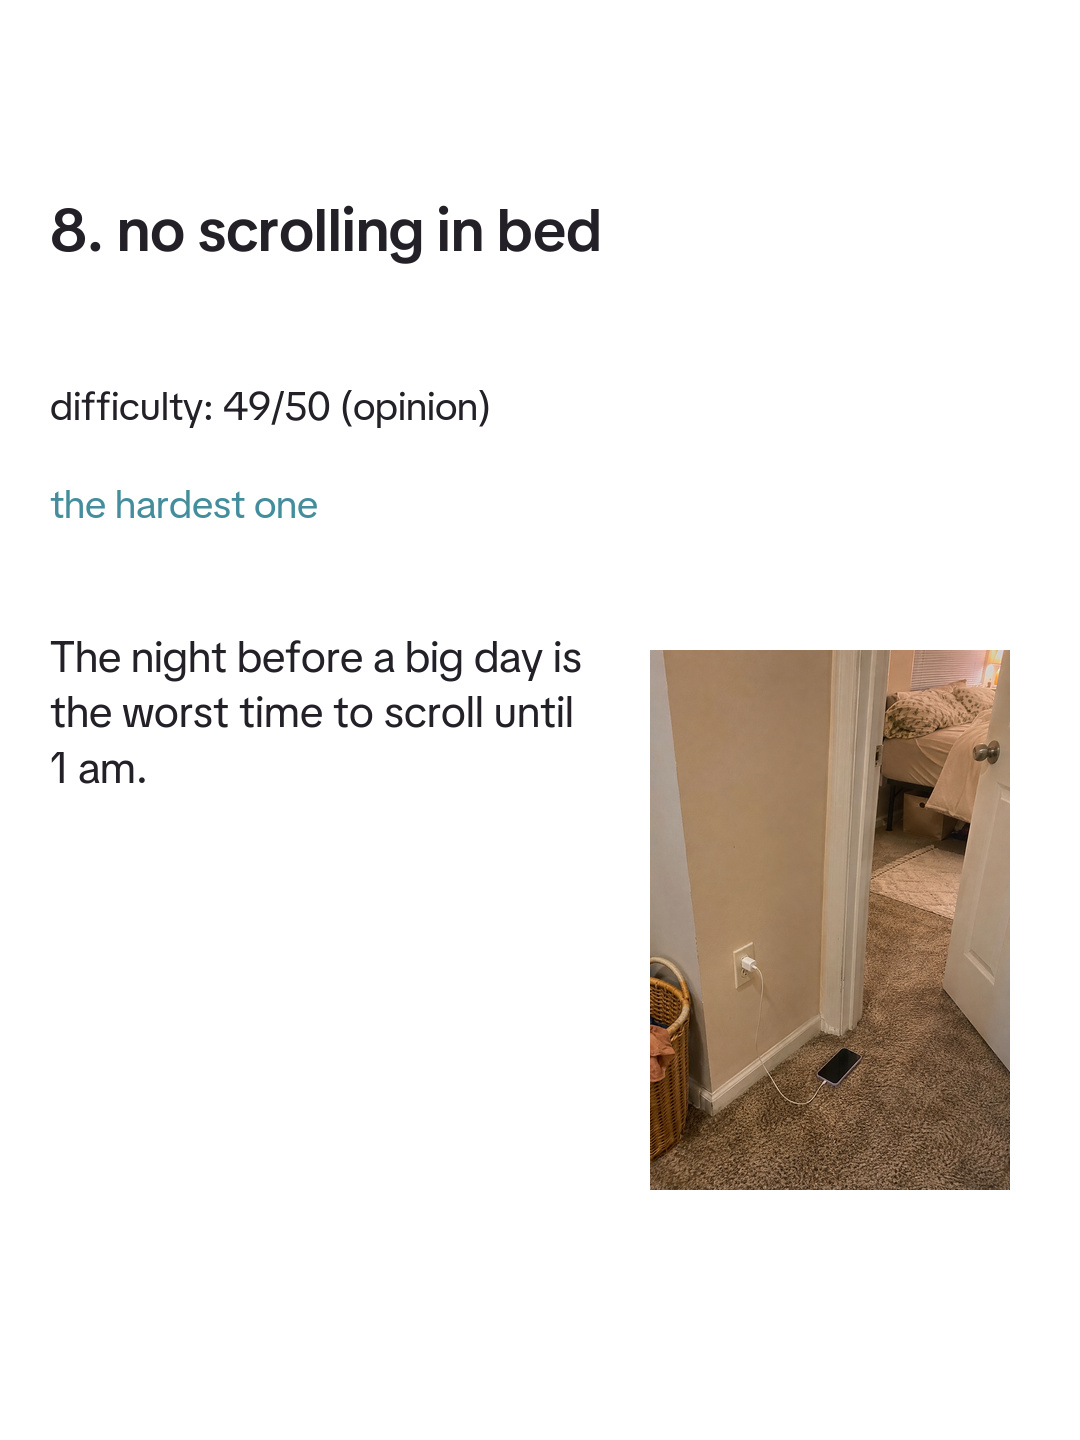 8. no scrolling in bed
difficulty: 49/50 (opinion)
the hardest one
The night before a big day is
the worst time to scroll until
1 am.